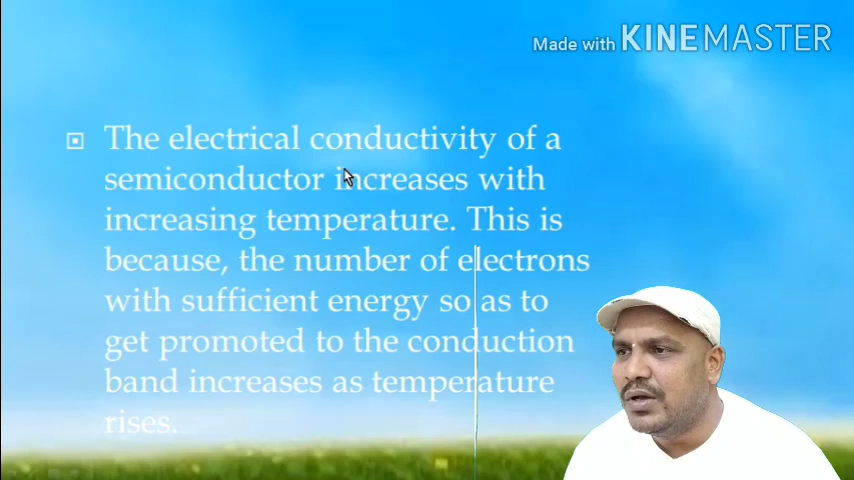 Made with KINEMASTER
The electrical conductivity of a
semiconductor increases with
increasing temperature. This is
because, the number of electrons
with sufficient energy so as to
get promoted to the conduction
band increases as temperature
rises.